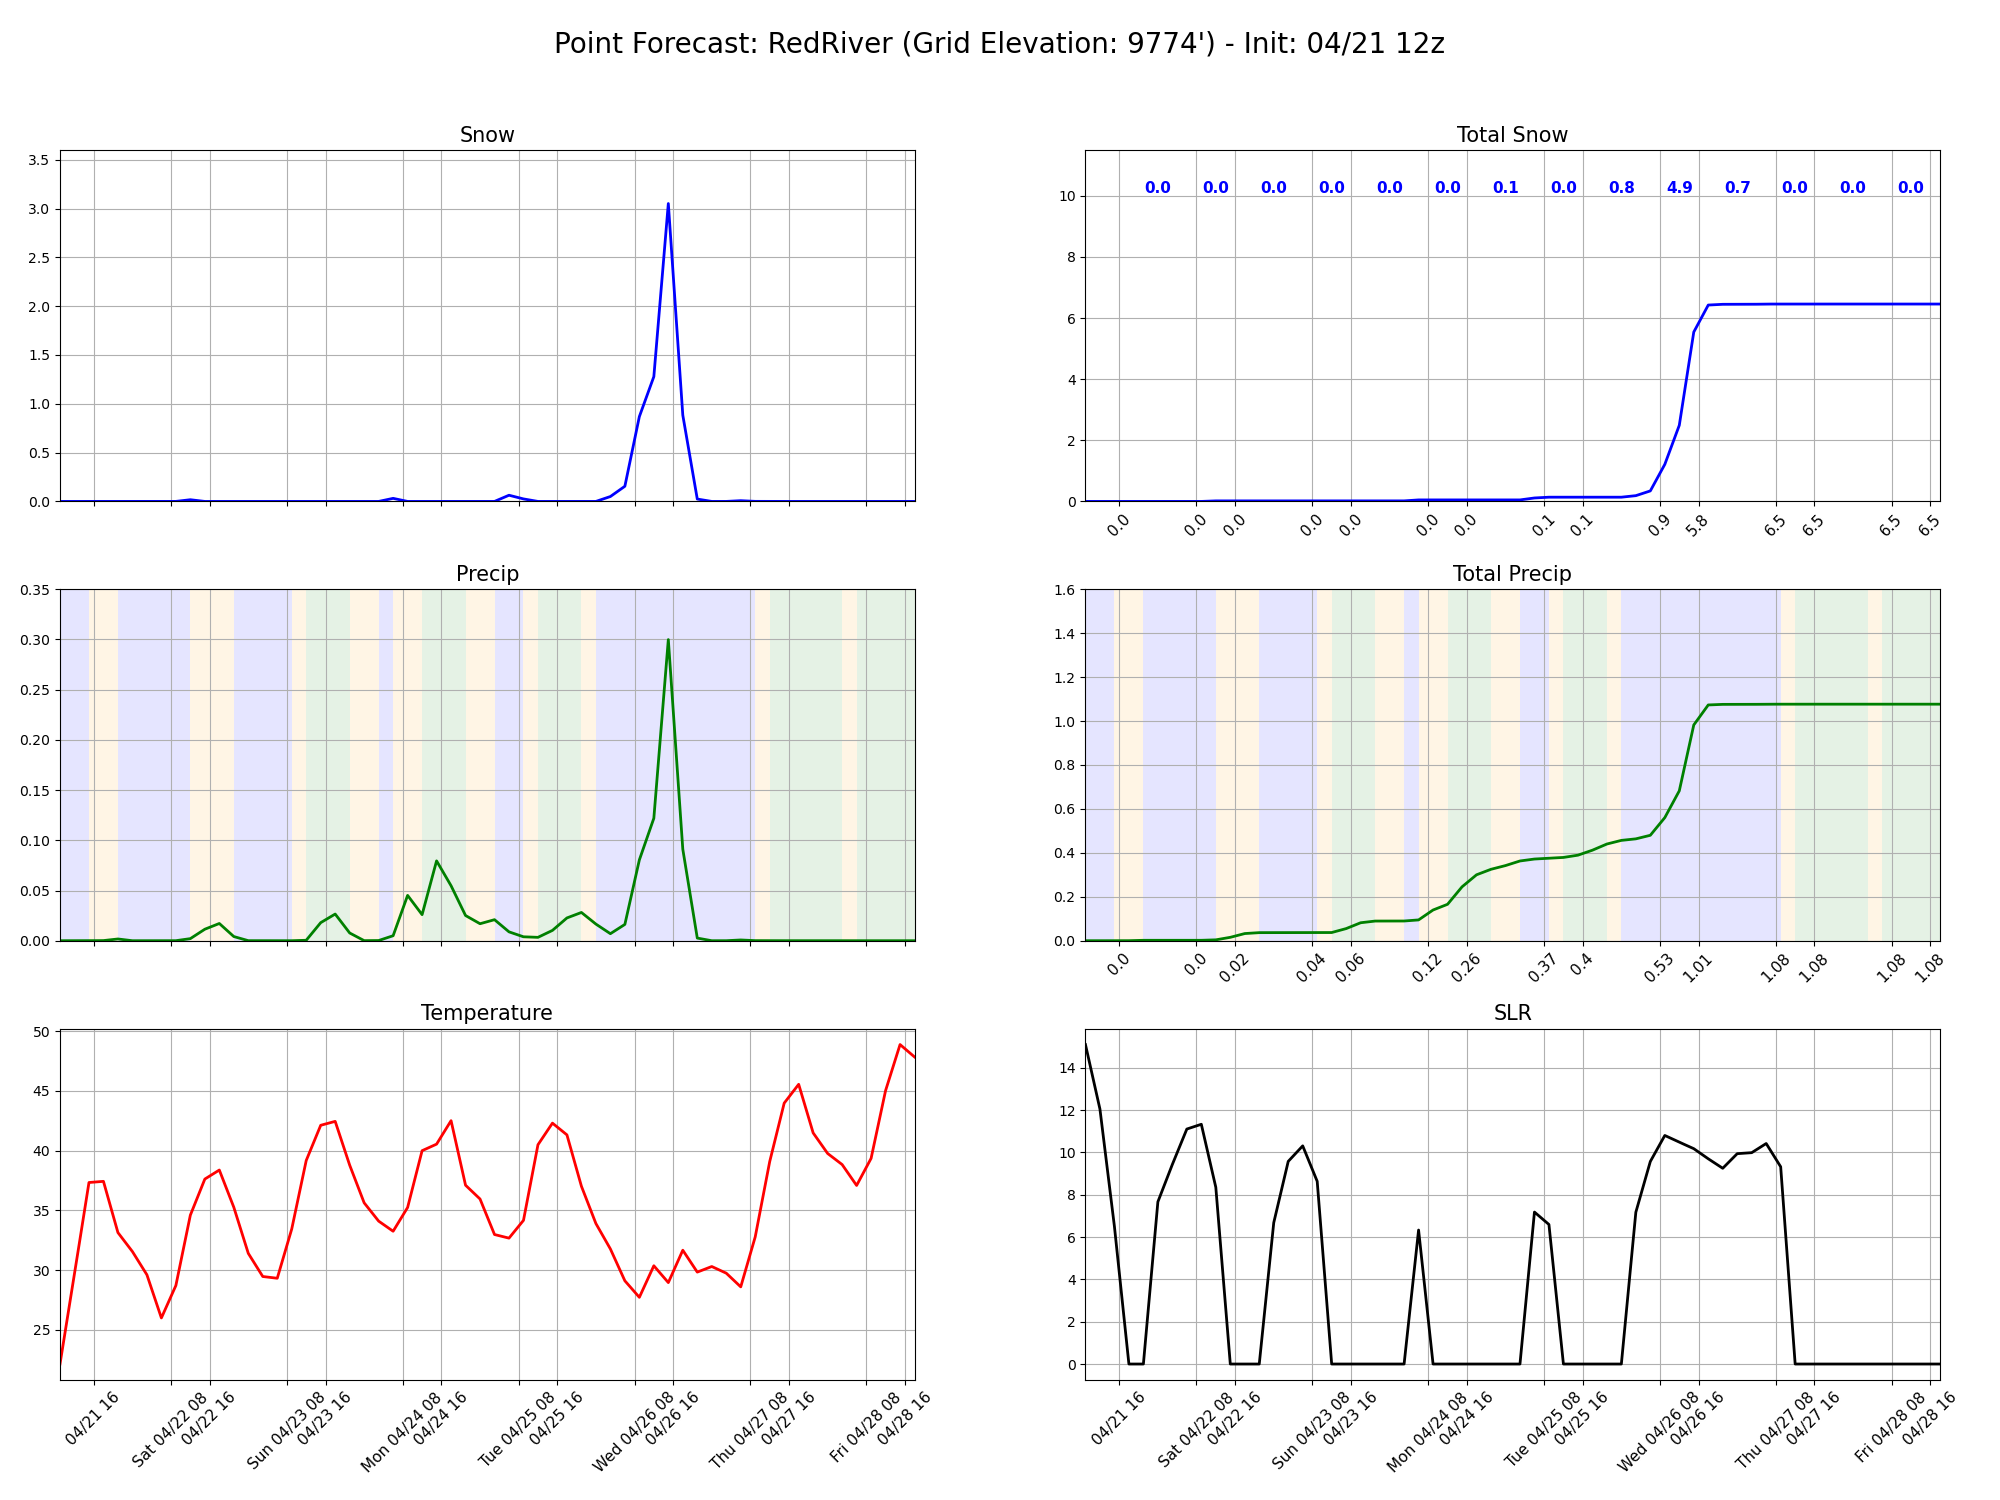 Point Forecast: RedRiver (Grid Elevation: 9774') - Init: 04/21 12z
Snow
3.5
3.0
2.5
2.0
1.5
1.0
0.5
0.0
Total Snow
0.0 0.0 0.0 0.0 0.0 0.0 0.1 0.0 0.8 4.9 0.7 0.0 0.0 0.0
10
8
6
4
2
0
0.0 0.0 0.0 0.0 0.0 0.0 0.0 0.1 0.1 0.9 5.8 6.5 6.5 6.5 6.5
Precip
0.35
0.30
0.25
0.20
0.15
0.10
0.05
0.00
Total Precip
1.6
1.4
1.2
1.0
0.8
0.6
0.4
0.2
0.0
0.0 0.0 0.02 0.04 0.06 0.12 0.26 0.37 0.4 0.53 1.01 1.08 1.08 1.08 1.08
Temperature
50
45
40
35
30
25
04/21 16
Sat 04/22 08
04/22 16
Sun 04/23 08
04/23 16
Mon 04/24 08
04/24 16
Tue 04/25 08
04/25 16
Wed 04/26 08
04/26 16
Thu 04/27 08
04/27 16
Fri 04/28 08
04/28 16
SLR
14
12
10
8
6
4
2
0
04/21 16
Sat 04/22 08
04/22 16
Sun 04/23 08
04/23 16
Mon 04/24 08
04/24 16
Tue 04/25 08
04/25 16
Wed 04/26 08
04/26 16
Thu 04/27 08
04/27 16
Fri 04/28 08
04/28 16